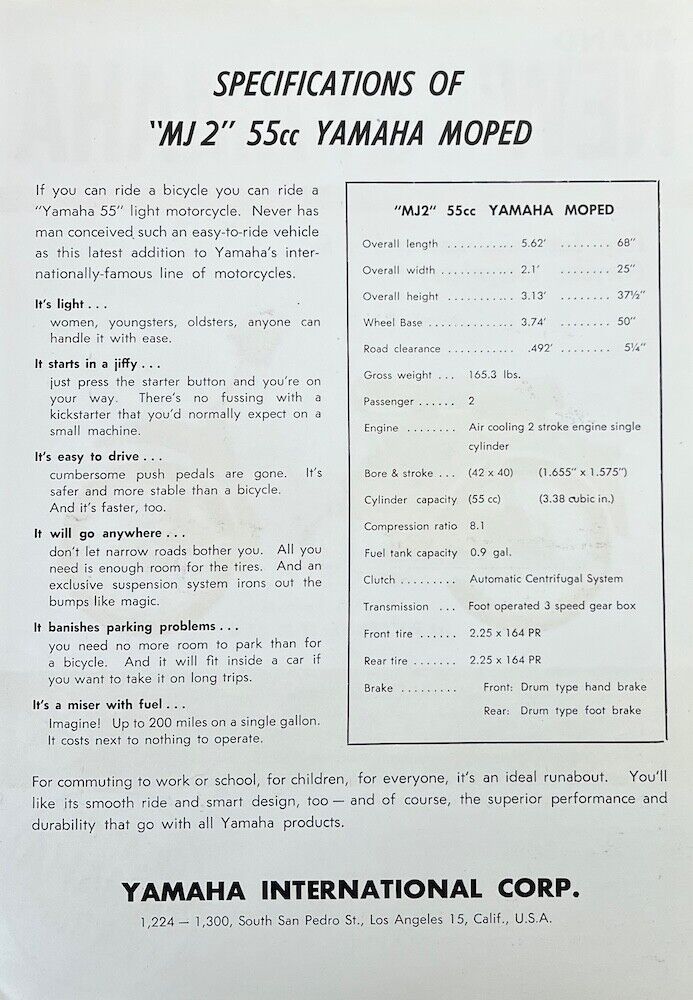 SPECIFICATIONS OF
"MJ 2" 55cc YAMAHA MOPED
If you can ride a bicycle you can ride a
"Yamaha 55" light motorcycle. Never has
man conceived such an easy-to-ride vehicle
as this latest addition to Yamaha's inter-
nationally-famous line of motorcycles.
It's light . . .
women, youngsters, oldsters, anyone can
handle it with ease.
It starts in a jiffy . . .
just press the starter button and you're on
your way. There's no fussing with a
kickstarter that you'd normally expect on a
small machine.
It's easy to drive . . .
cumbersome push pedals are gone. It's
safer and more stable than a bicycle.
And it's faster, too.
It will go anywhere . . .
don't let narrow roads bother you. All you
need is enough room for the tires. And an
exclusive suspension system irons out the
bumps like magic.
It banishes parking problems . . .
you need no more room to park than for
a bicycle. And it will fit inside a car if
you want to take it on long trips.
It's a miser with fuel . . .
Imagine! Up to 200 miles on a single gallon.
It costs next to nothing to operate.
"MJ2" 55cc YAMAHA MOPED
Overall length . . . . . . . . . . . 5.62' . . . . . . . . 68"
Overall width . . . . . . . . . . . . 2.1' . . . . . . . . 25"
Overall height . . . . . . . . . . . 3.13' . . . . . . . . 37½"
Wheel Base . . . . . . . . . . . . . . 3.74' . . . . . . . . 50"
Road clearance . . . . . . . . . . . .492' . . . . . . . . 5¼"
Gross weight . . . 165.3 lbs.
Passenger . . . . . . 2
Engine . . . . . . . . Air cooling 2 stroke engine single
cylinder
Bore & stroke . . . (42 x 40) (1.655" x 1.575")
Cylinder capacity (55 cc) (3.38 cubic in.)
Compression ratio 8.1
Fuel tank capacity 0.9 gal.
Clutch . . . . . . . . . Automatic Centrifugal System
Transmission . . . Foot operated 3 speed gear box
Front tire . . . . . . 2.25 x 164 PR
Rear tire . . . . . . . 2.25 x 164 PR
Brake . . . . . . . . . Front: Drum type hand brake
Rear: Drum type foot brake
For commuting to work or school, for children, for everyone, it's an ideal runabout. You'll
like its smooth ride and smart design, too — and of course, the superior performance and
durability that go with all Yamaha products.
YAMAHA INTERNATIONAL CORP.
1,224 — 1,300, South San Pedro St., Los Angeles 15, Calif., U.S.A.